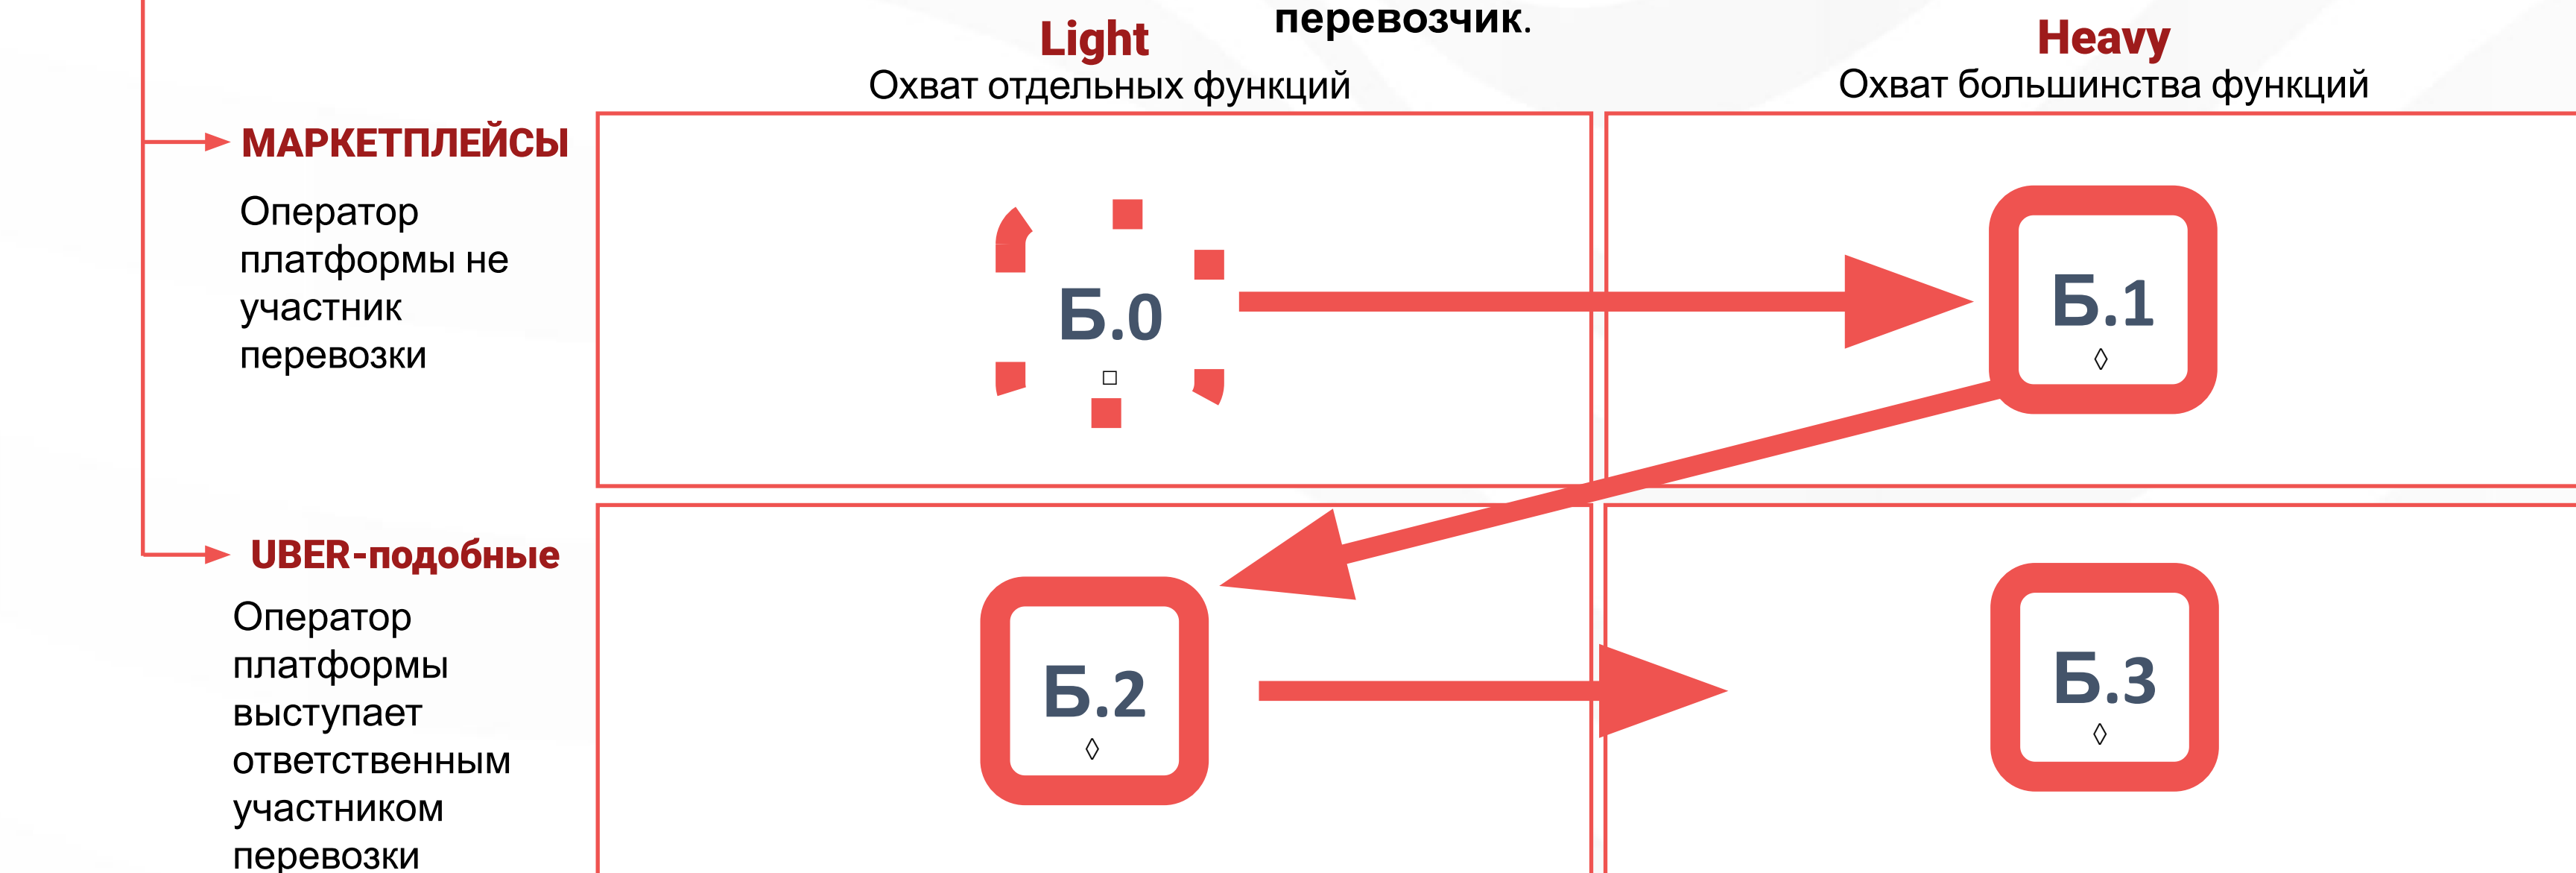 перевозчик.
Light
Heavy
Охват отдельных функций
Охват большинства функций
МАРКЕТПЛЕЙСЫ
Оператор
платформы не
участник
перевозки
Б.0
Б.1
UBER-подобные
Оператор
платформы
выступает
ответственным
участником
перевозки
Б.2
Б.3